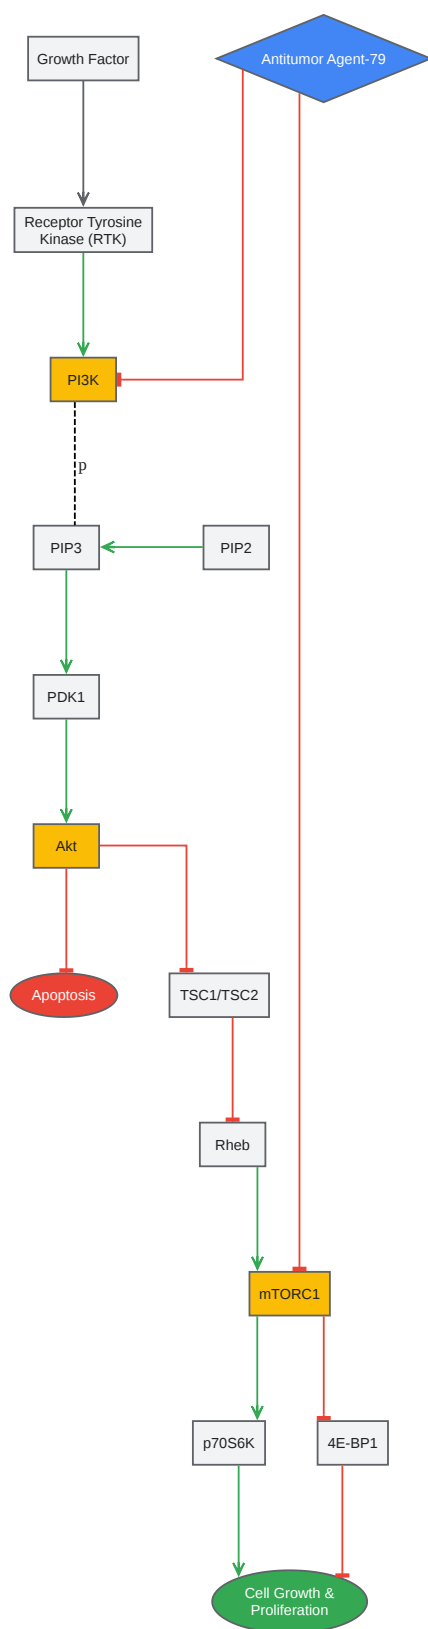 Growth Factor
Antitumor Agent-79
Receptor Tyrosine
Kinase (RTK)
PI3K
p
PIP3
PIP2
PDK1
Akt
Apoptosis
TSC1/TSC2
Rheb
mTORC1
p70S6K
4E-BP1
Cell Growth &
Proliferation